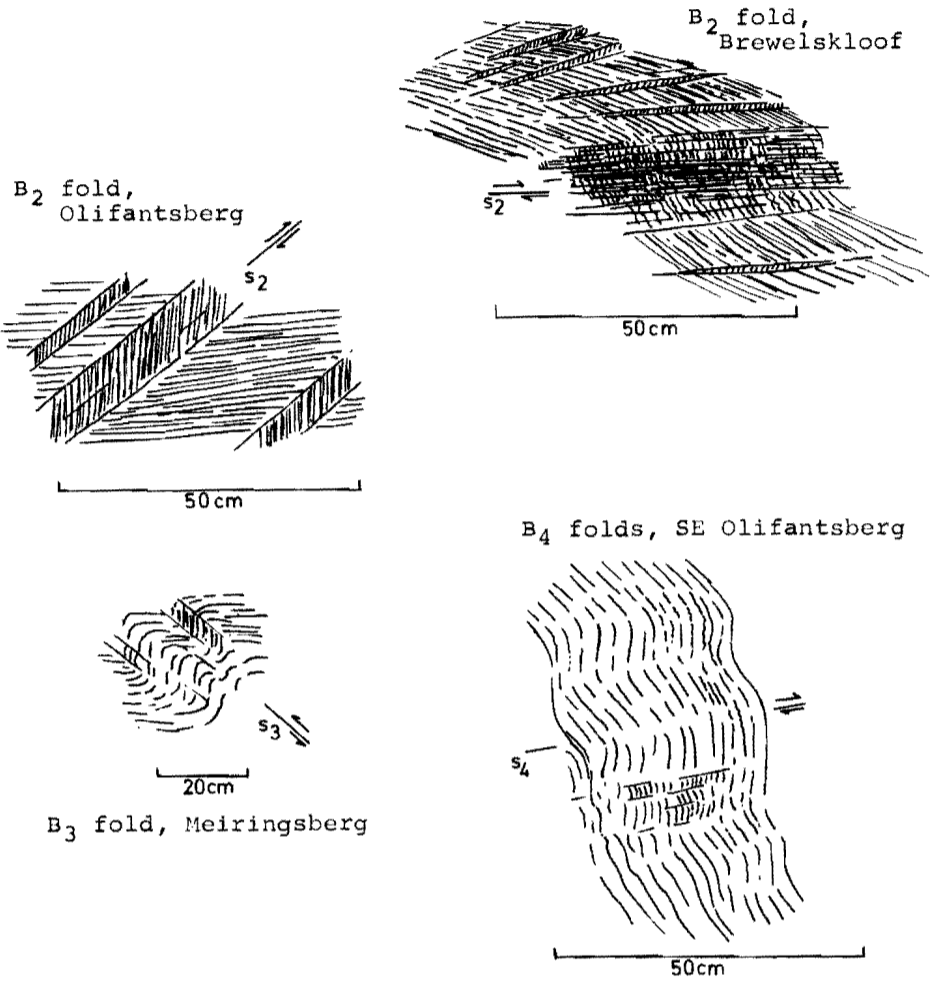 B₂ fold,
Brewelskloof
s₂
50cm
B₂ fold,
Olifantsberg
s₂
50cm
B₄ folds, SE Olifantsberg
s₄
50cm
s₃
20cm
B₃ fold, Meiringsberg